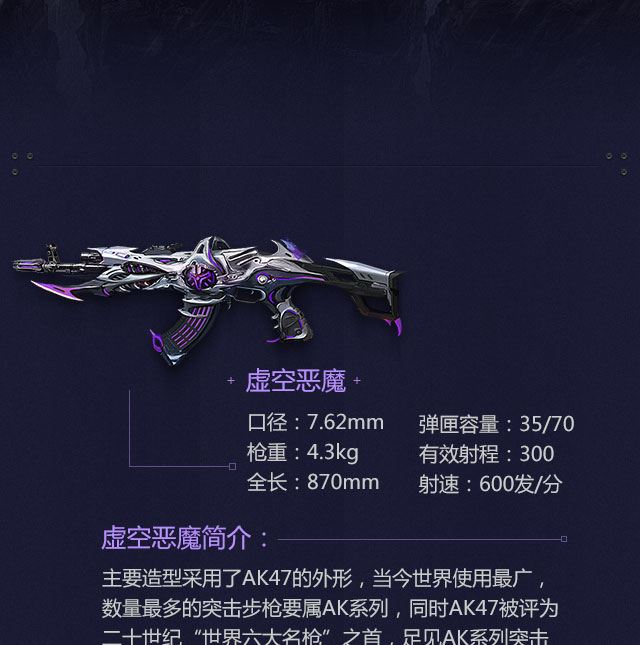 虚空恶魔
口径：7.62mm
弹匣容量：35/70
枪重：4.3kg
有效射程：300
全长：870mm
射速：600发/分
虚空恶魔简介：
主要造型采用了AK47的外形，当今世界使用最广，
数量最多的突击步枪要属AK系列，同时AK47被评为
二十世纪“世界六大名枪”之首，足见AK系列突击